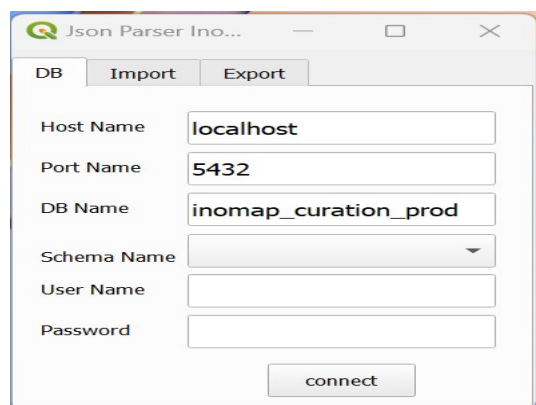 Json Parser Ino...
DB Import Export
Host Name localhost
Port Name 5432
DB Name inomap_curation_prod
Schema Name
User Name
Password
connect